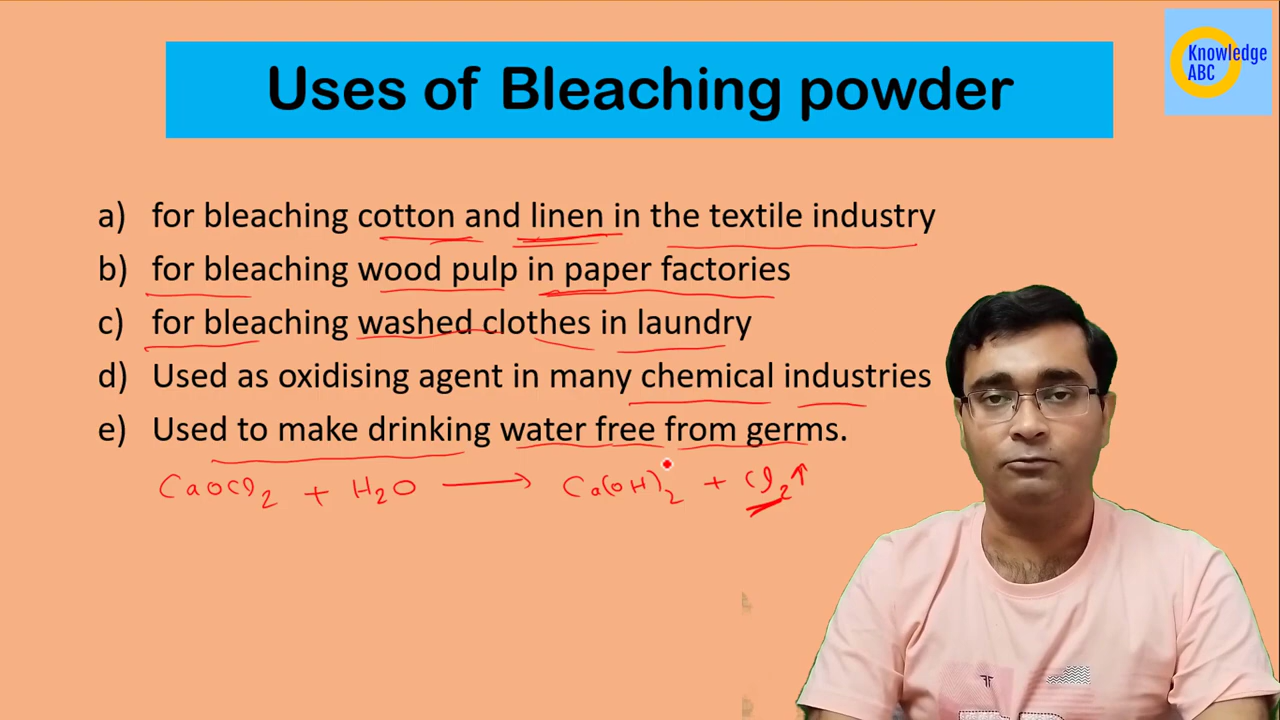 Uses of Bleaching powder
Knowledge
ABC
a) for bleaching cotton and linen in the textile industry
b) for bleaching wood pulp in paper factories
c) for bleaching washed clothes in laundry
d) Used as oxidising agent in many chemical industries
e) Used to make drinking water free from germs.
CaOCl₂ + H₂O ⟶ Ca(OH)₂ + Cl₂↑